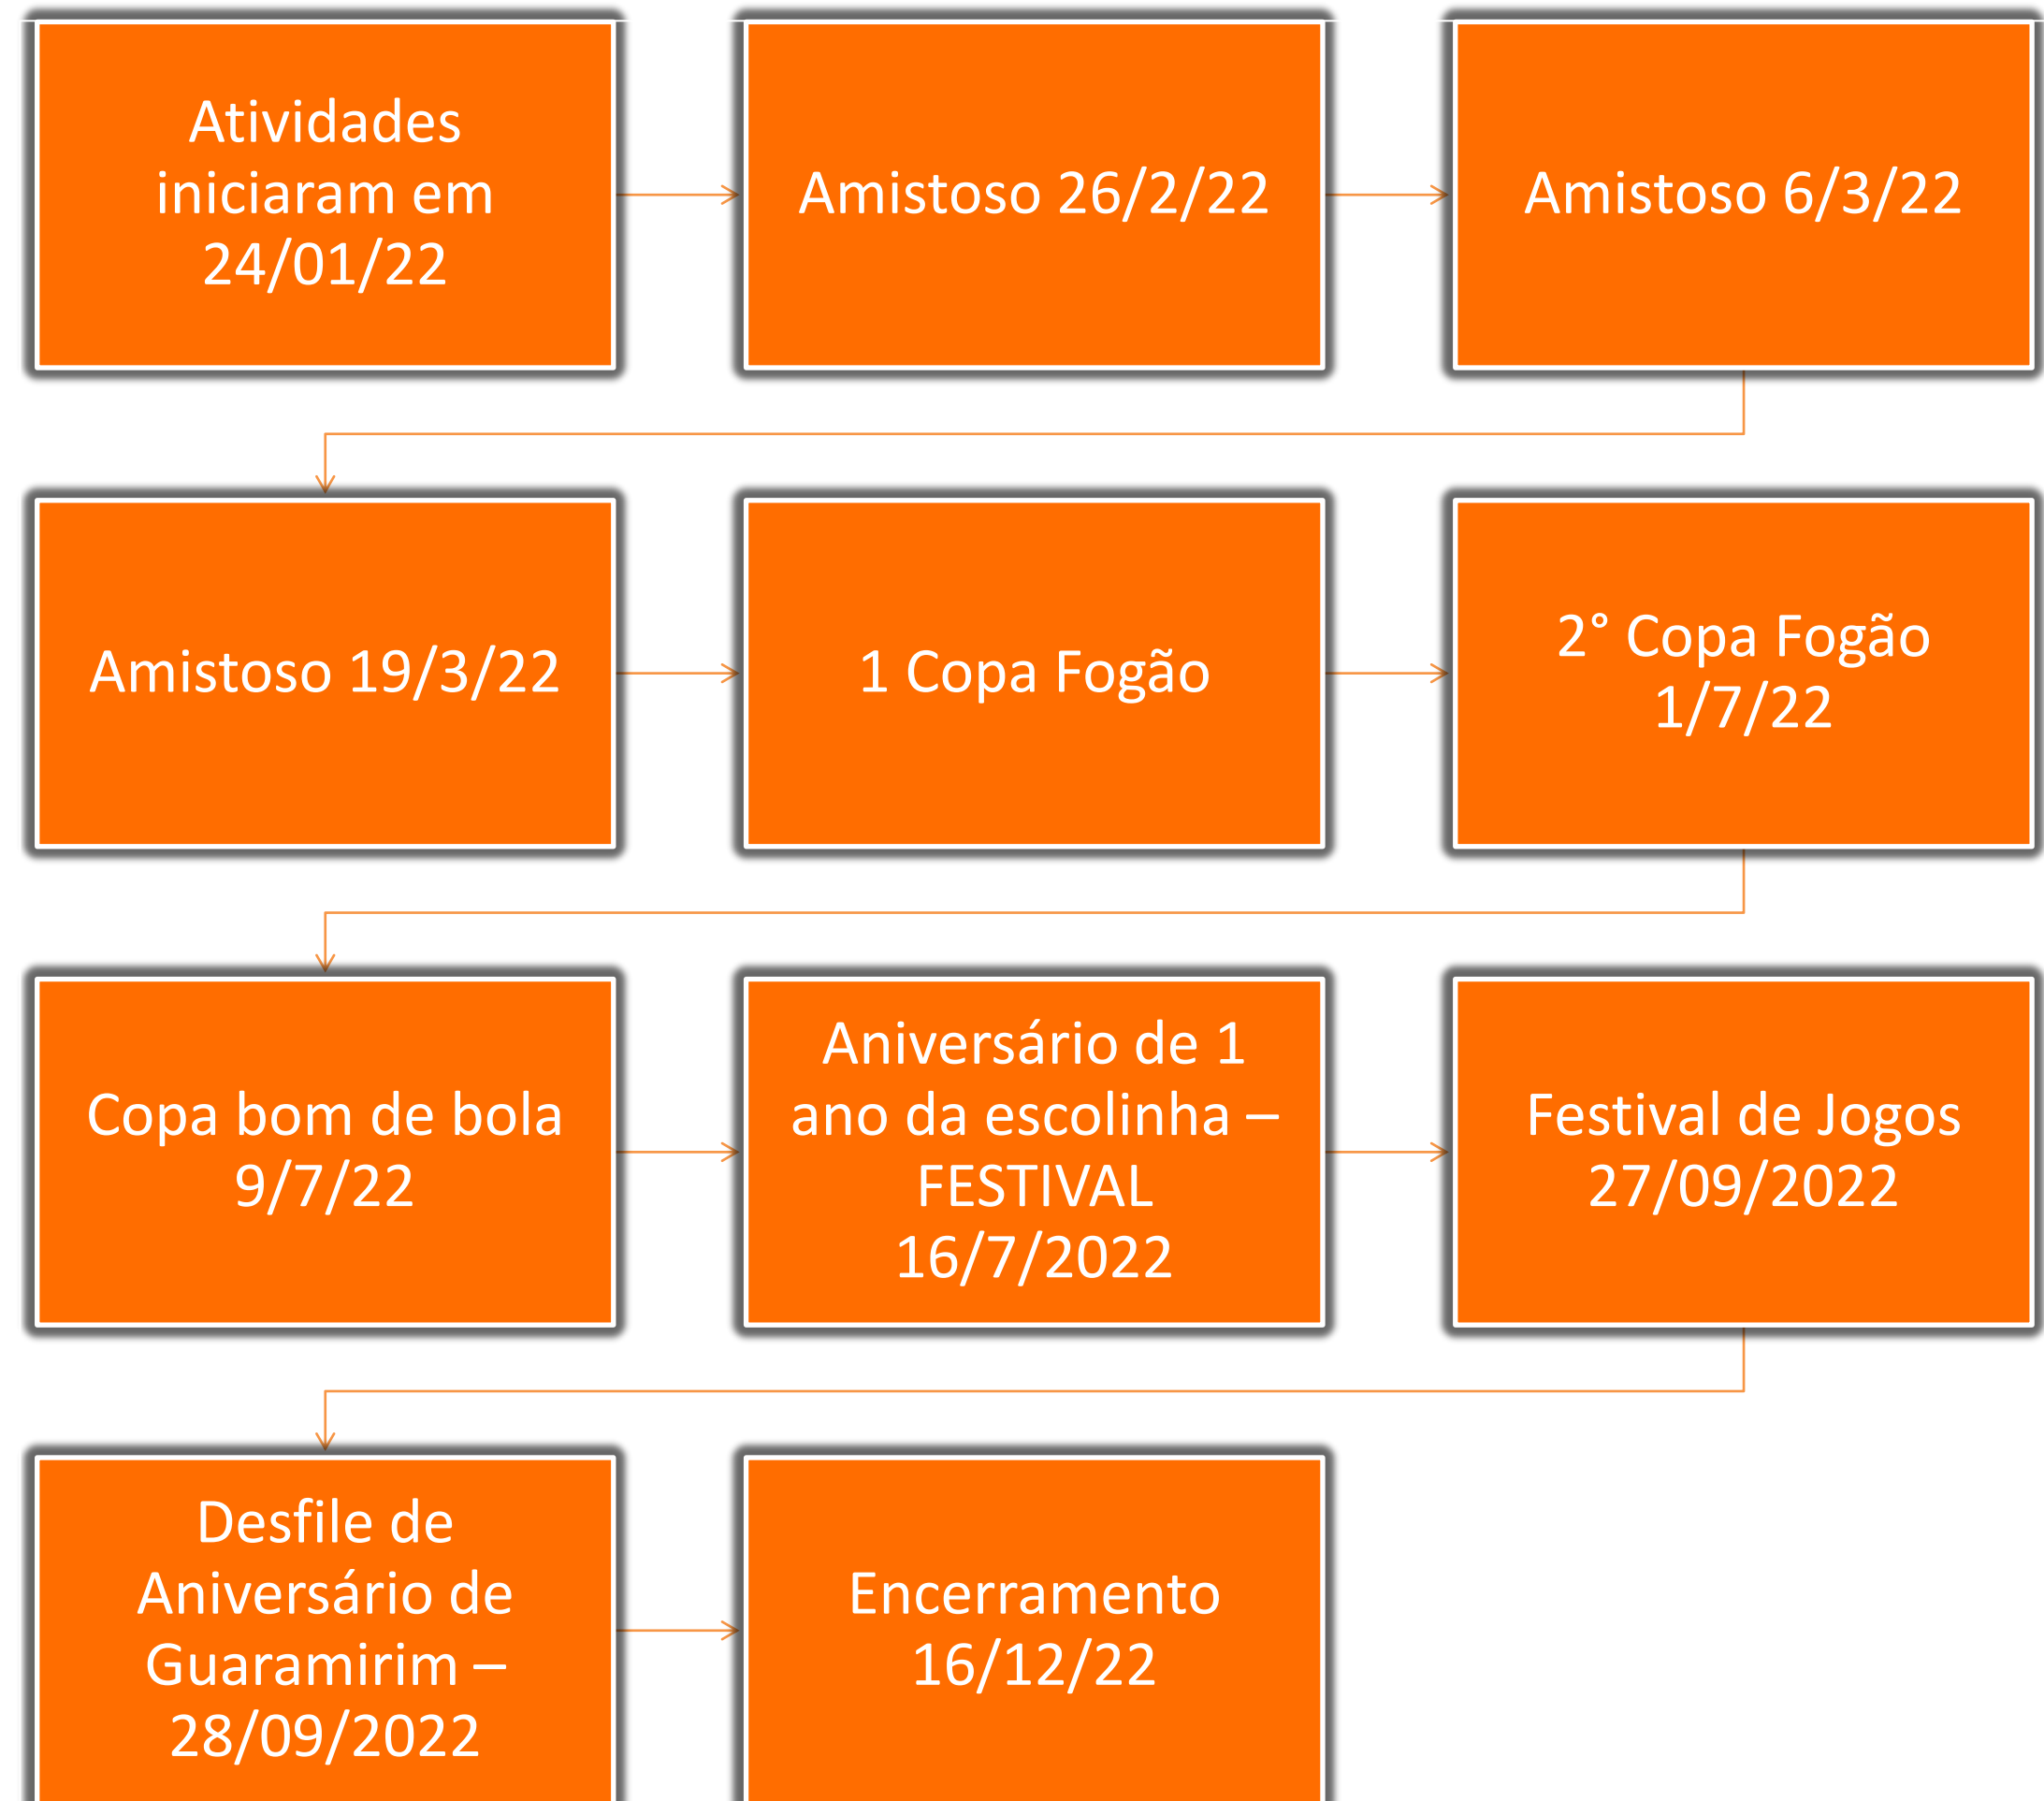 Atividades
iniciaram em
24/01/22
Amistoso 26/2/22
Amistoso 6/3/22
Amistoso 19/3/22
1 Copa Fogão
2° Copa Fogão
1/7/22
Copa bom de bola
9/7/22
Aniversário de 1
ano da escolinha –
FESTIVAL
16/7/2022
Festival de Jogos
27/09/2022
Desfile de
Aniversário de
Guaramirim –
28/09/2022
Encerramento
16/12/22